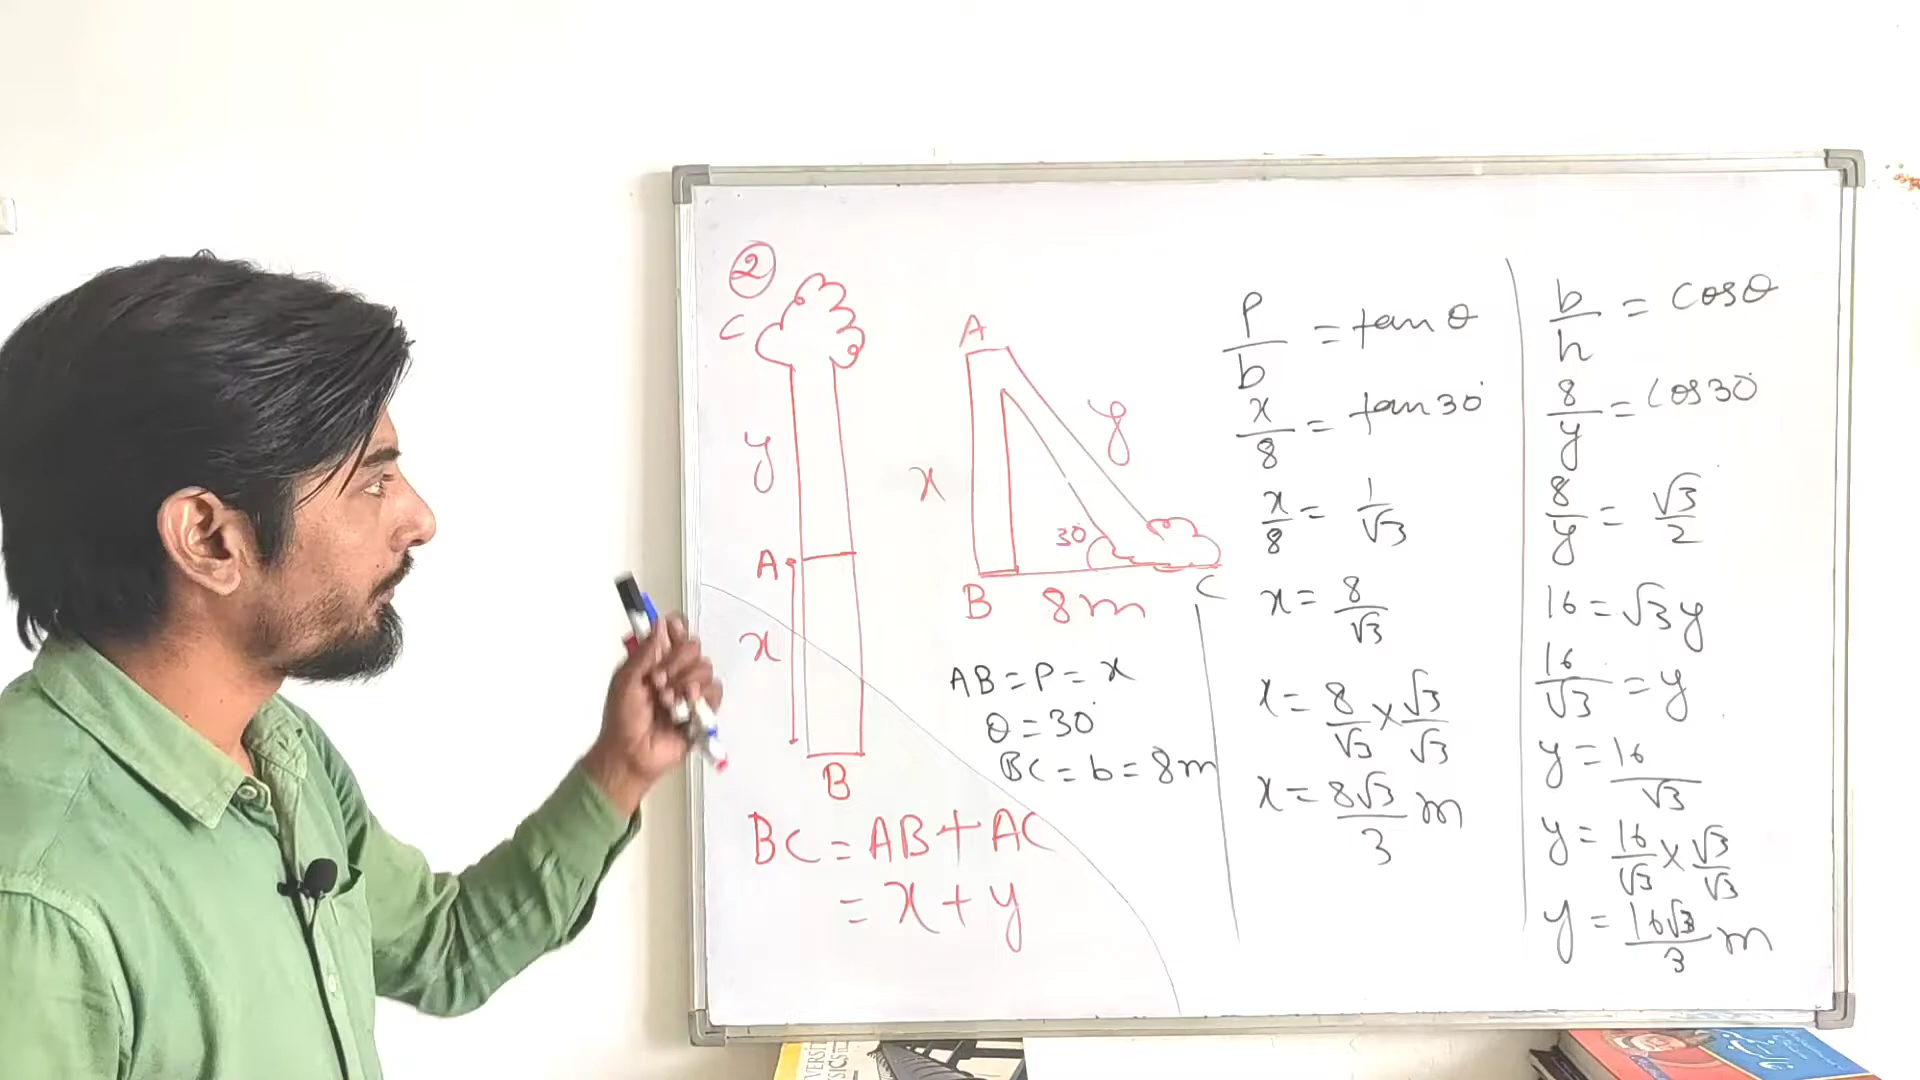 ②
C
y
A
x
B
BC = AB + AC
= x + y
A
x
y
30°
B
8m
C
AB = P = x
θ = 30°
BC = b = 8m
P/b = tan θ
x/8 = tan 30°
x/8 = 1/√3
x = 8/√3
x = 8/√3 × √3/√3
x = 8√3/3 m
b/h = cos θ
8/y = cos 30°
8/y = √3/2
16 = √3 y
16/√3 = y
y = 16/√3
y = 16/√3 × √3/√3
y = 16√3/3 m